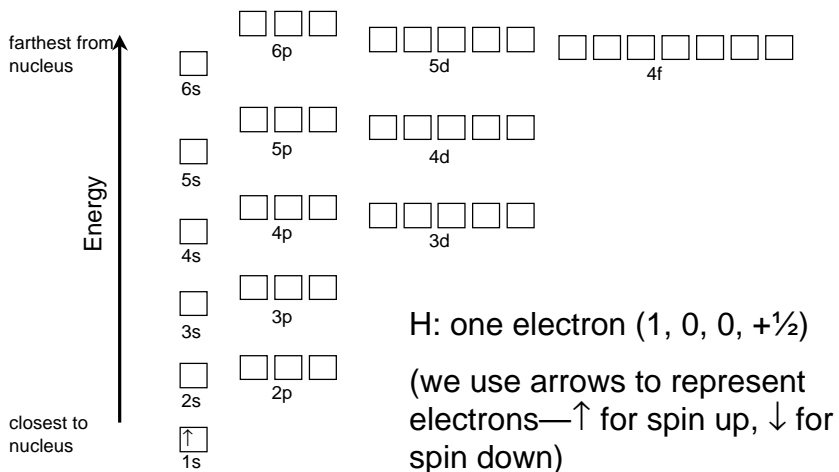 farthest from
nucleus
6p
5d
4f
6s
5p
4d
5s
Energy
4p
3d
4s
3p
3s
H: one electron (1, 0, 0, +½)
2p
2s
(we use arrows to represent
electrons—↑ for spin up, ↓ for
spin down)
closest to
nucleus
↑
1s